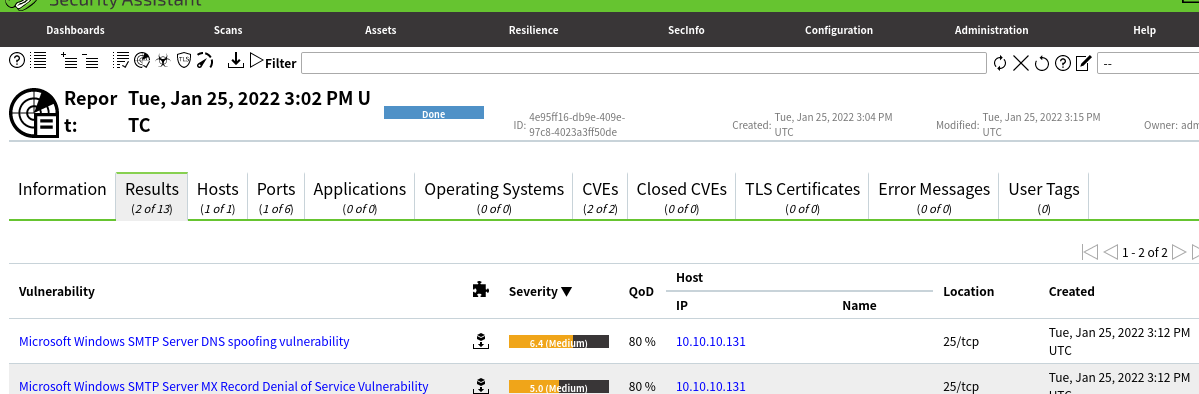 Security Assistant
Dashboards Scans Assets Resilience SecInfo Configuration Administration Help
TLS Filter --
Report: Tue, Jan 25, 2022 3:02 PM UTC Done ID: 4e95ff16-db9e-409e-97c8-4023a3ff50de Created: Tue, Jan 25, 2022 3:04 PM UTC Modified: Tue, Jan 25, 2022 3:15 PM UTC Owner: adm
Information Results Hosts Ports Applications Operating Systems CVEs Closed CVEs TLS Certificates Error Messages User Tags
(2 of 13) (1 of 1) (1 of 6) (0 of 0) (0 of 0) (2 of 2) (0 of 0) (0 of 0) (0 of 0) (0)
1 - 2 of 2
Host
Vulnerability Severity ▼ QoD Location Created
IP Name
Microsoft Windows SMTP Server DNS spoofing vulnerability 6.4 (Medium) 80 % 10.10.10.131 25/tcp Tue, Jan 25, 2022 3:12 PM UTC
Microsoft Windows SMTP Server MX Record Denial of Service Vulnerability 5.0 (Medium) 80 % 10.10.10.131 25/tcp Tue, Jan 25, 2022 3:12 PM